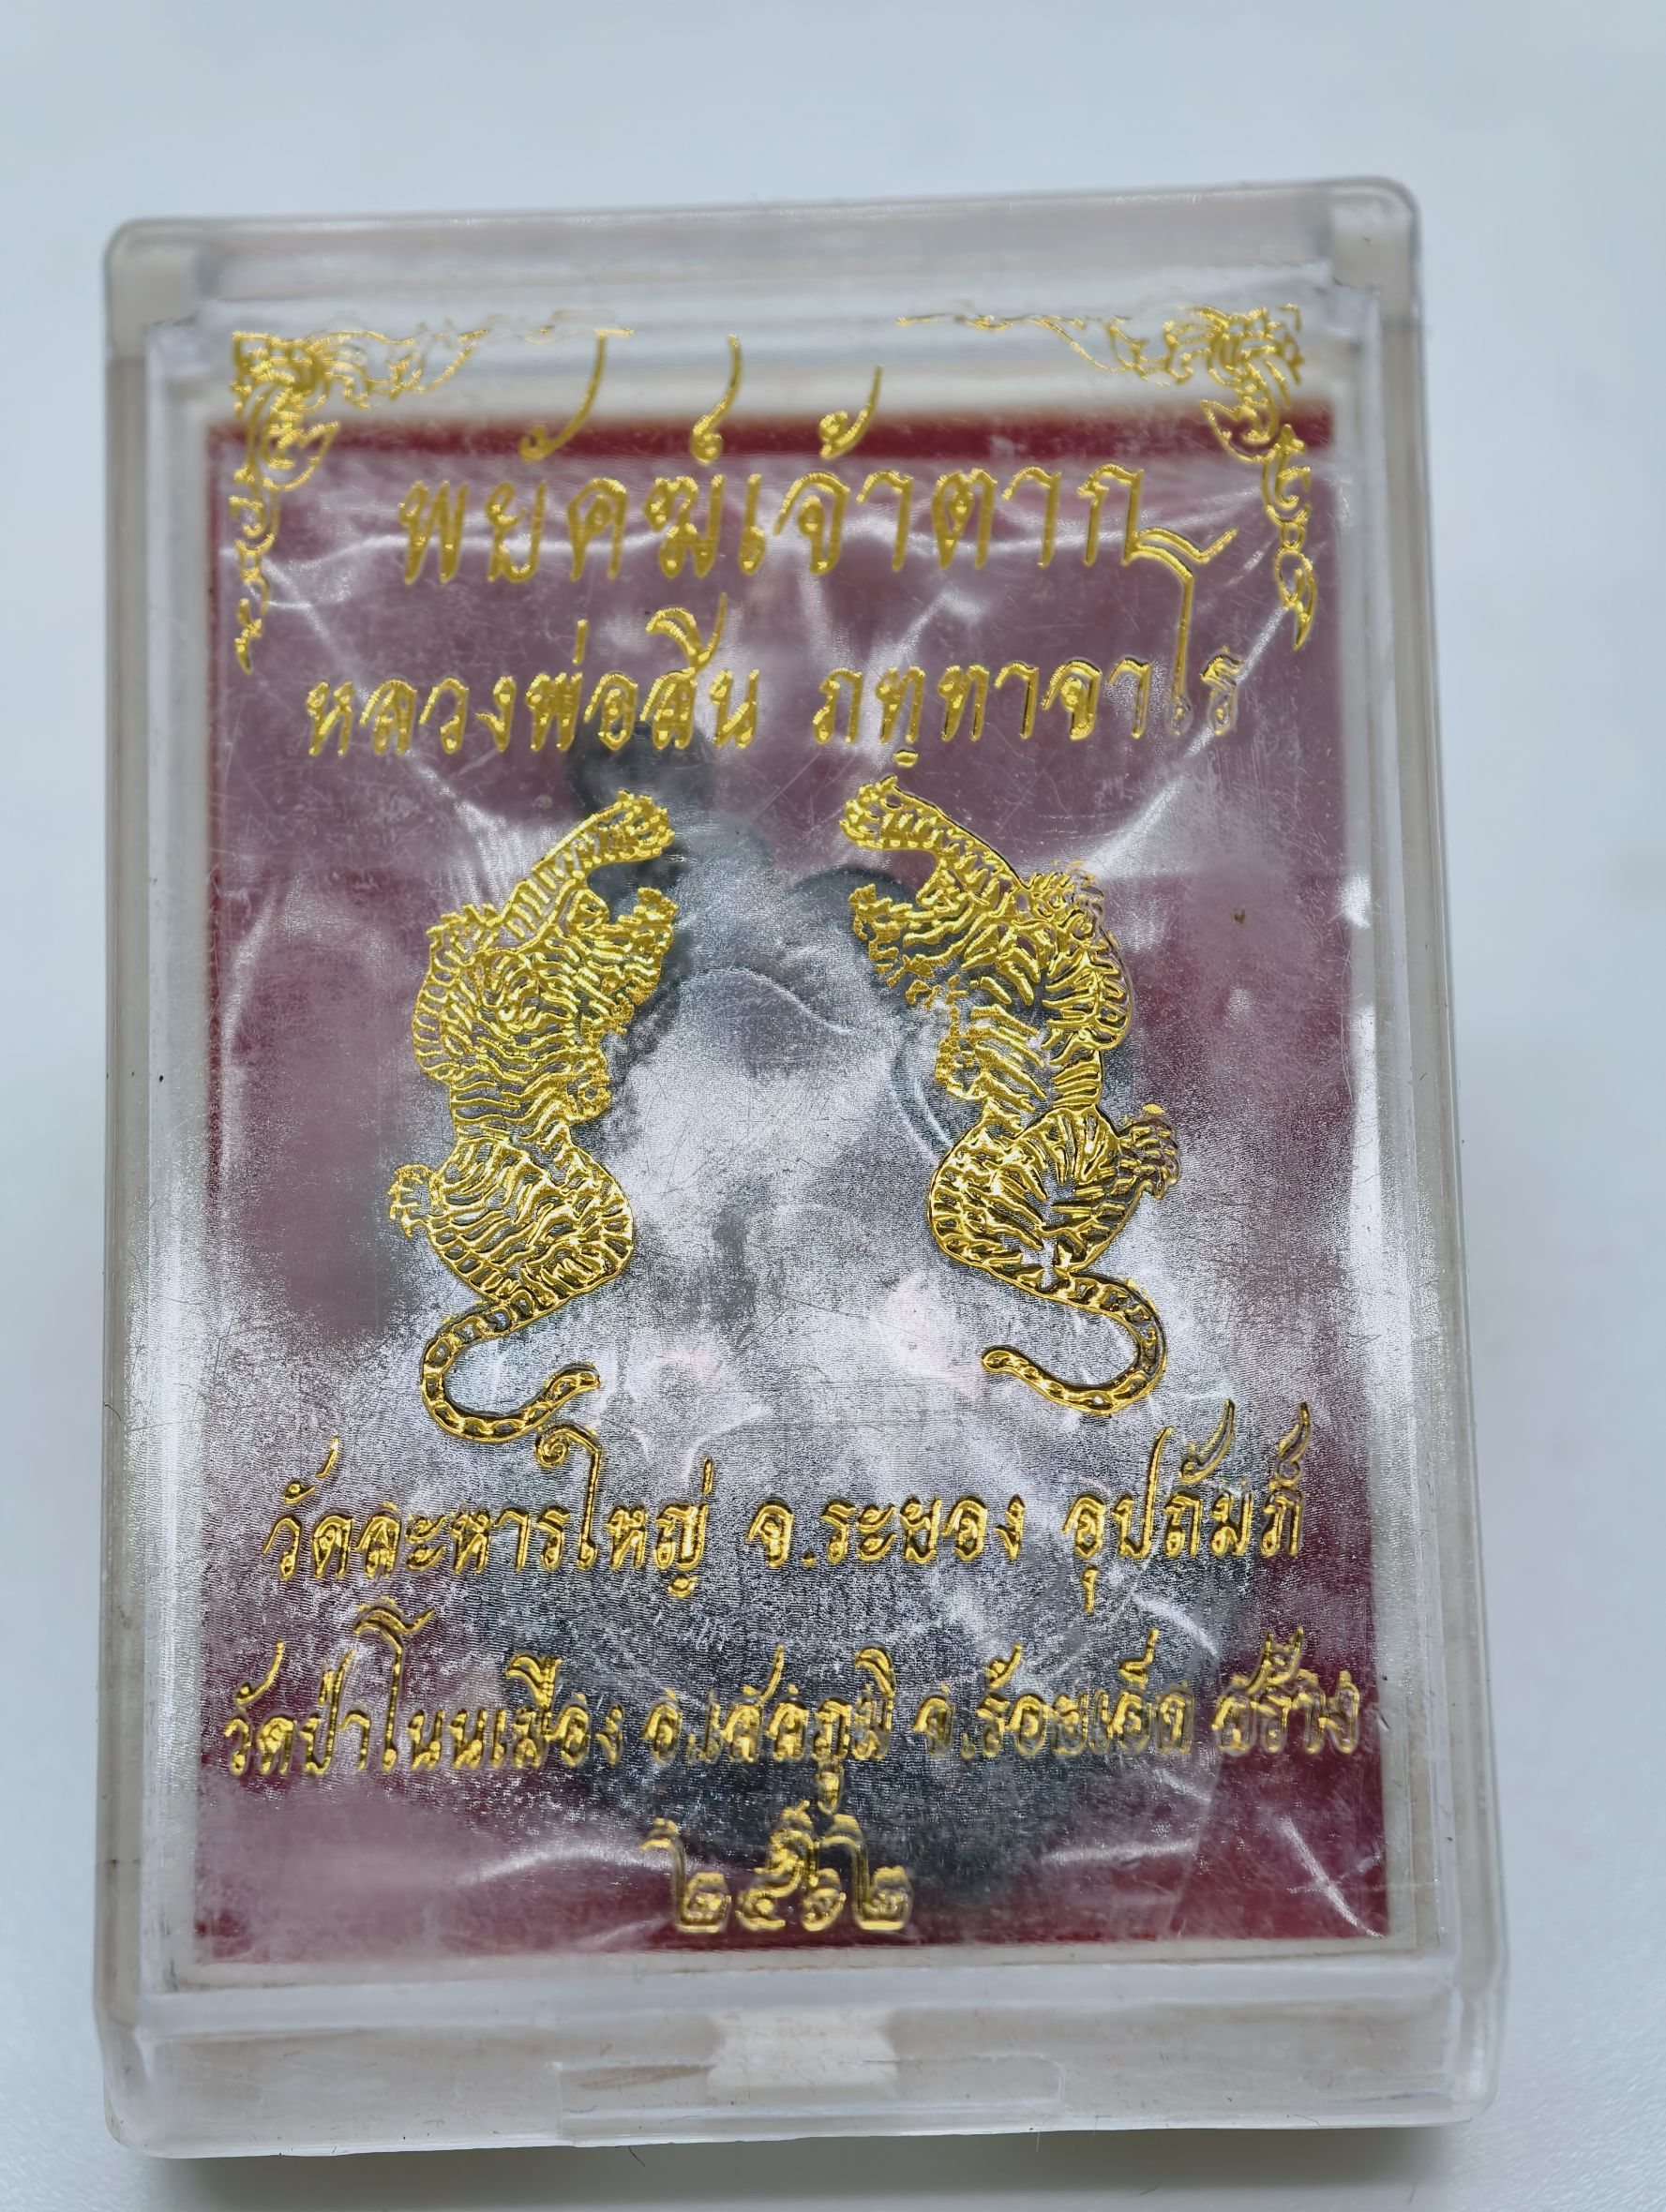 พยัคฆ์เจ้าตาก
หลวงพ่อสิน ภทฺทาจาโร
วัดละหารใหญ่ จ.ระยอง อุปถัมภ์
วัดป่าโนนเมือง อ.เสลภูมิ จ.ร้อยเอ็ด สร้าง
๒๕๖๒